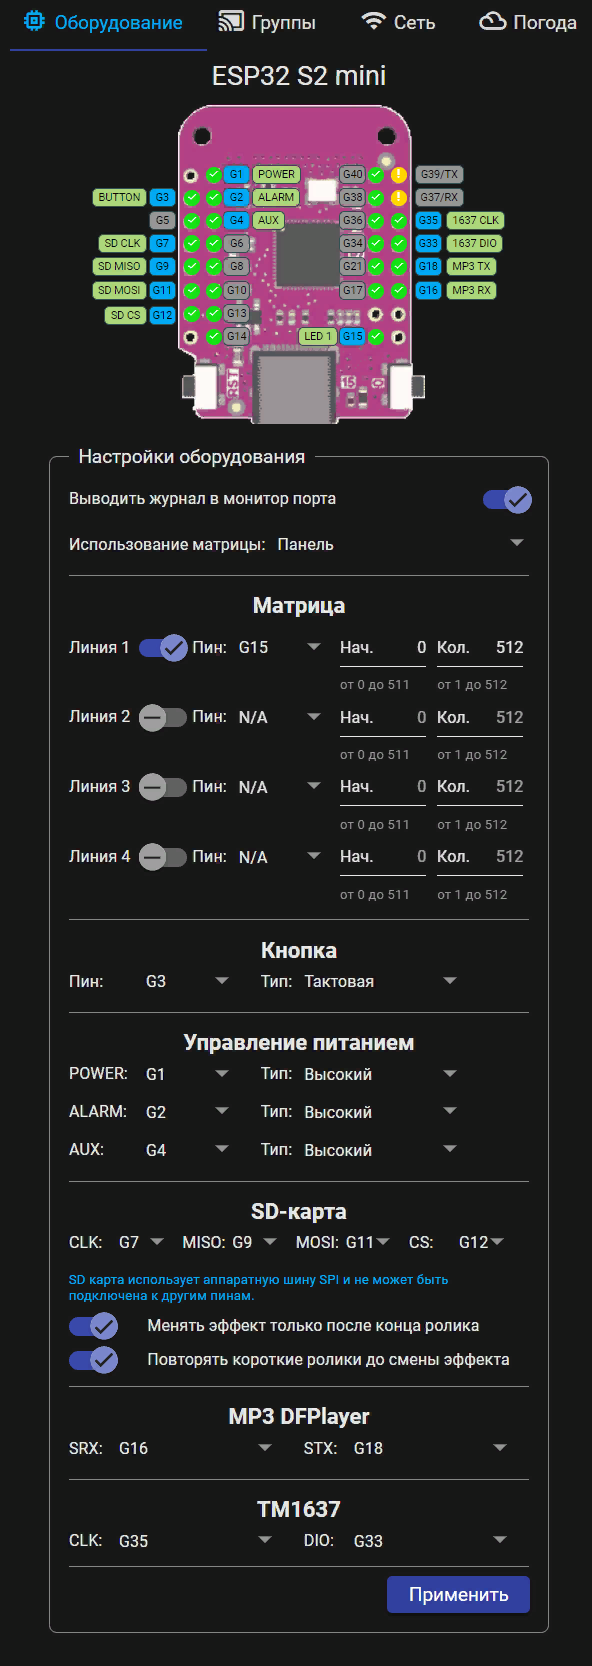 Оборудование Группы Сеть Погода
ESP32 S2 mini
G1 POWER G40 G39/TX
BUTTON G3 G2 ALARM G38 G37/RX
G5 G4 AUX G36 G35 1637 CLK
SD CLK G7 G6 G34 G33 1637 DIO
SD MISO G9 G8 G21 G18 MP3 TX
SD MOSI G11 G10 G17 G16 MP3 RX
SD CS G12 G13
G14 LED 1 G15
RST 15 0
Настройки оборудования
Выводить журнал в монитор порта
Использование матрицы: Панель
Матрица
Линия 1 Пин: G15 Нач. 0 Кол. 512
от 0 до 511 от 1 до 512
Линия 2 Пин: N/A Нач. 0 Кол. 512
от 0 до 511 от 1 до 512
Линия 3 Пин: N/A Нач. 0 Кол. 512
от 0 до 511 от 1 до 512
Линия 4 Пин: N/A Нач. 0 Кол. 512
от 0 до 511 от 1 до 512
Кнопка
Пин: G3 Тип: Тактовая
Управление питанием
POWER: G1 Тип: Высокий
ALARM: G2 Тип: Высокий
AUX: G4 Тип: Высокий
SD-карта
CLK: G7 MISO: G9 MOSI: G11 CS: G12
SD карта использует аппаратную шину SPI и не может быть
подключена к другим пинам.
Менять эффект только после конца ролика
Повторять короткие ролики до смены эффекта
MP3 DFPlayer
SRX: G16 STX: G18
TM1637
CLK: G35 DIO: G33
Применить